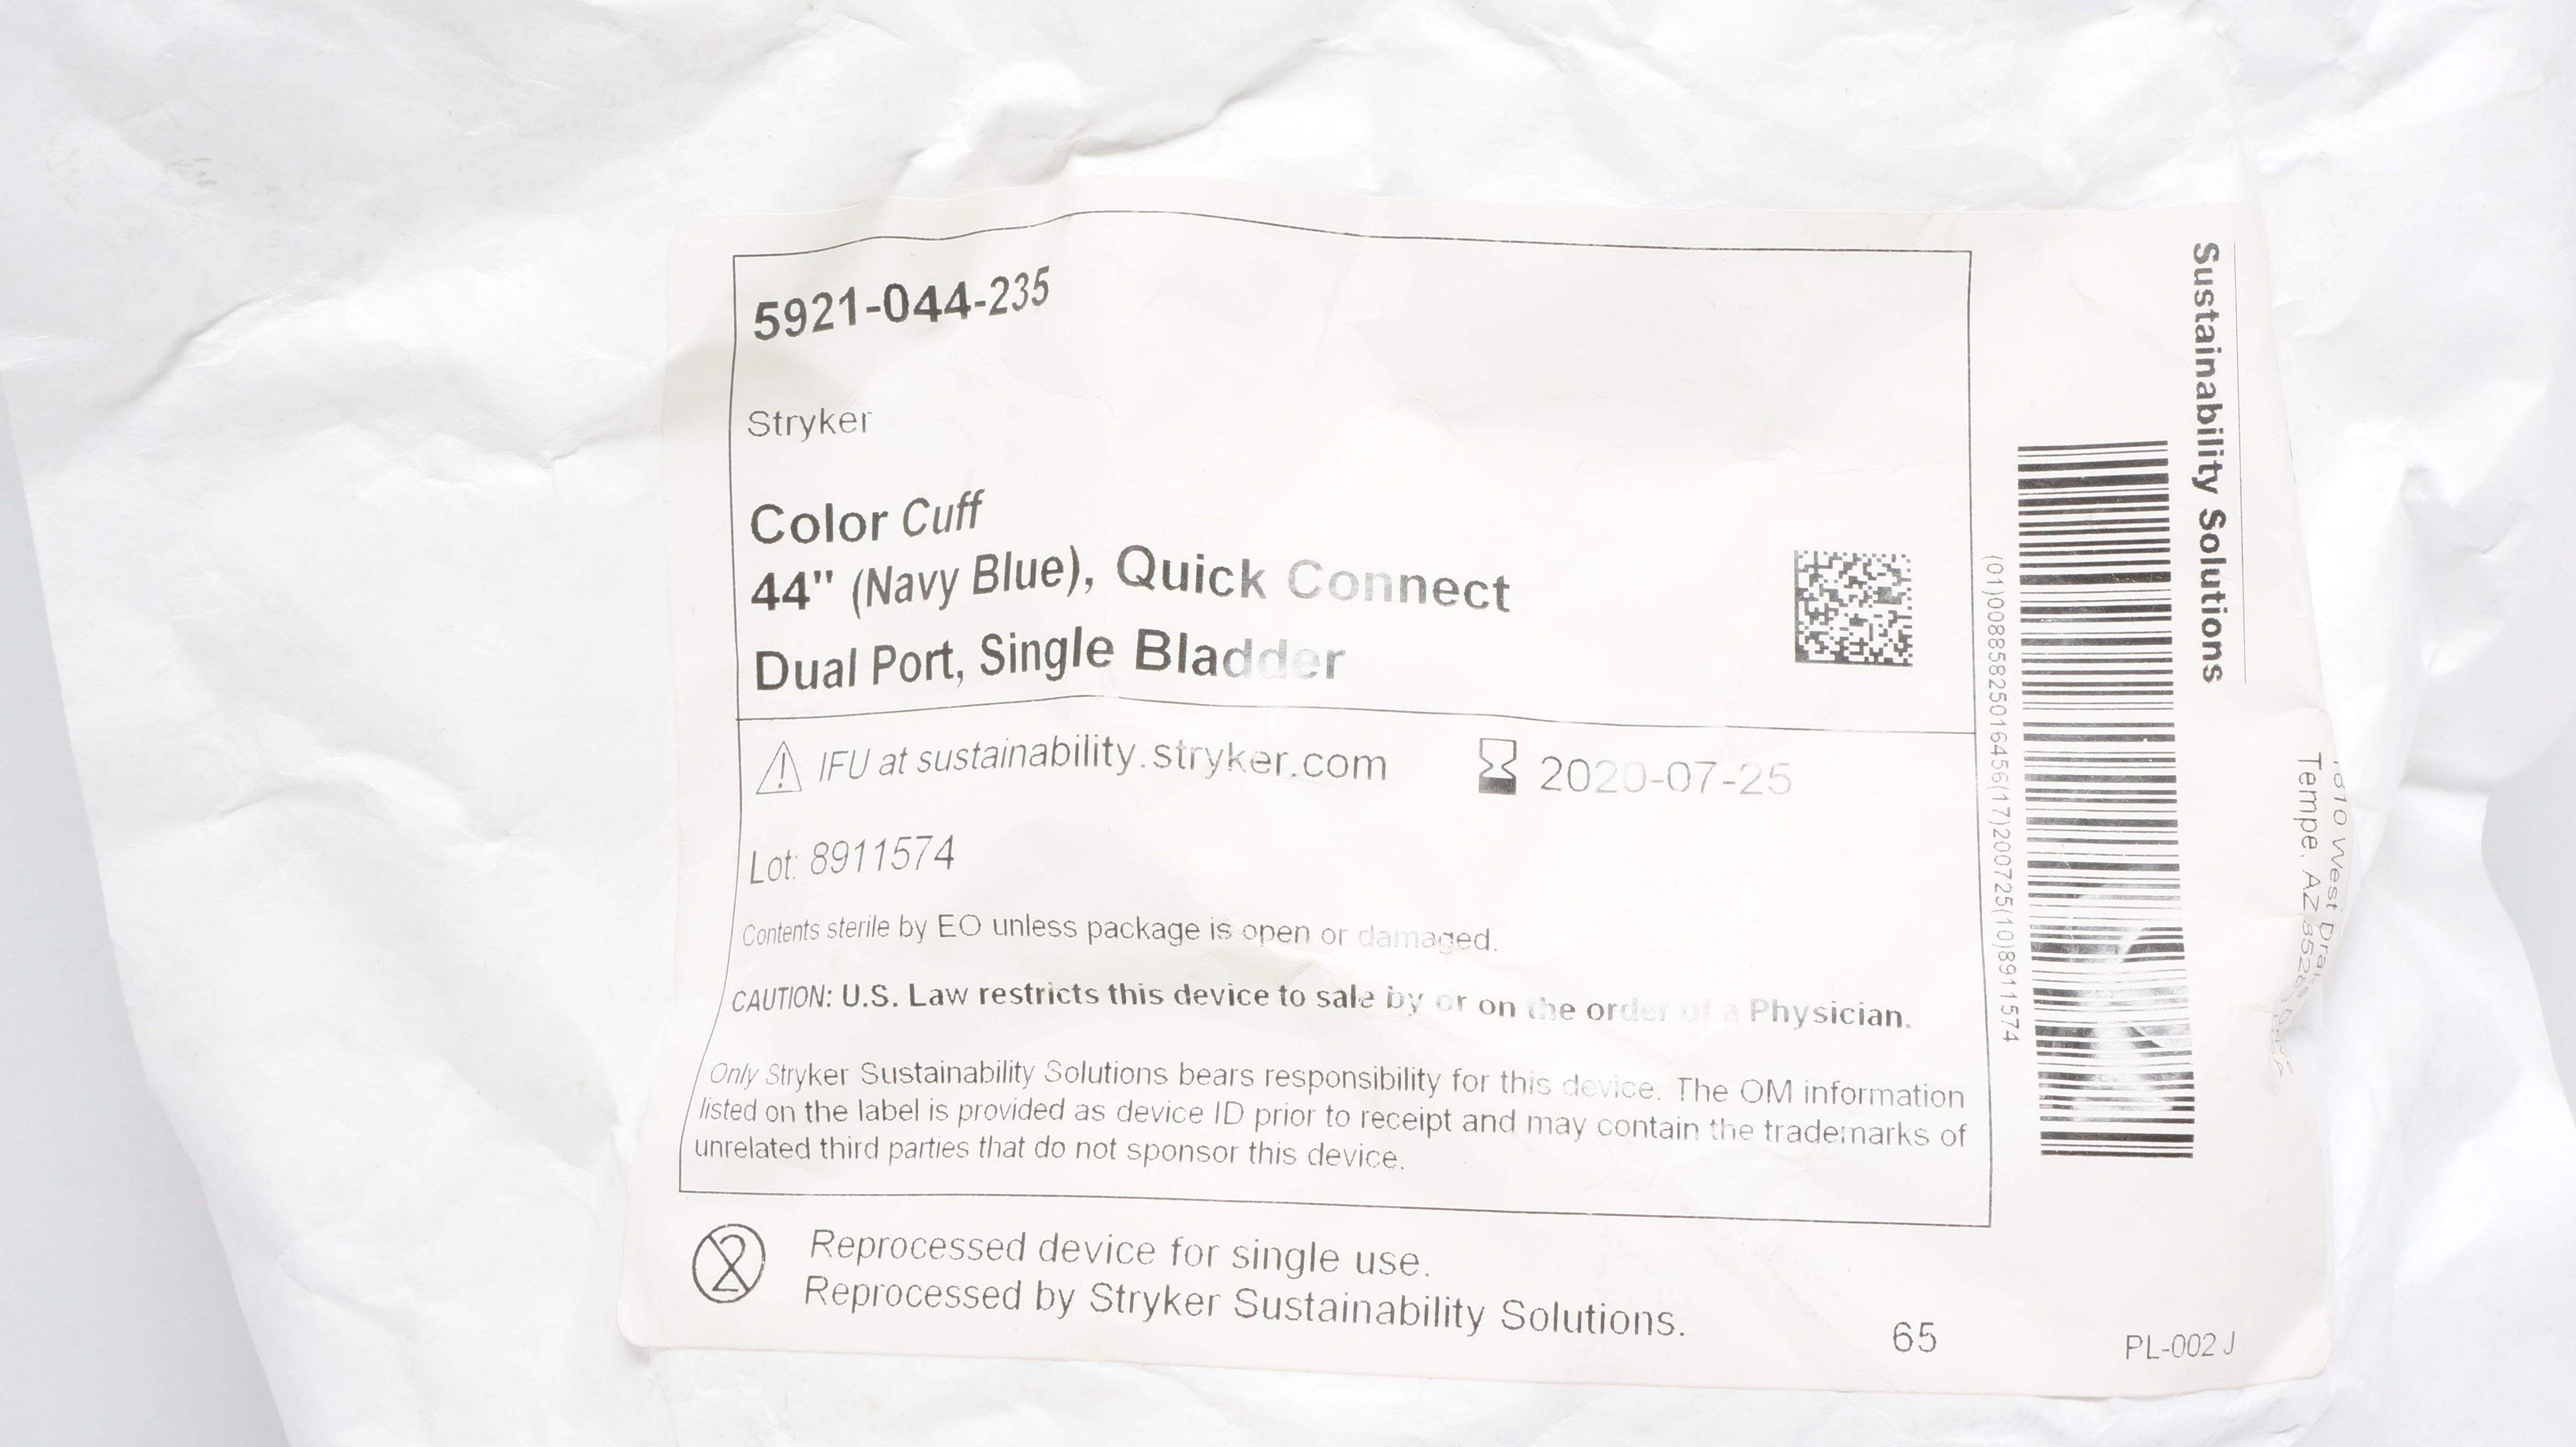 5921-044-235
Stryker
Color Cuff
44" (Navy Blue), Quick Connect
Dual Port, Single Bladder
IFU at sustainability.stryker.com
2020-07-25
Lot: 8911574
Contents sterile by EO unless package is open or damaged.
CAUTION: U.S. Law restricts this device to sale by or on the order of a Physician.
Only Stryker Sustainability Solutions bears responsibility for this device. The OM information
listed on the label is provided as device ID prior to receipt and may contain the trademarks of
unrelated third parties that do not sponsor this device.
2
Reprocessed device for single use.
Reprocessed by Stryker Sustainability Solutions.
65
PL-002 J
(01)00885825016456(17)200725(10)8911574
Sustainability Solutions
West
Tempe, AZ